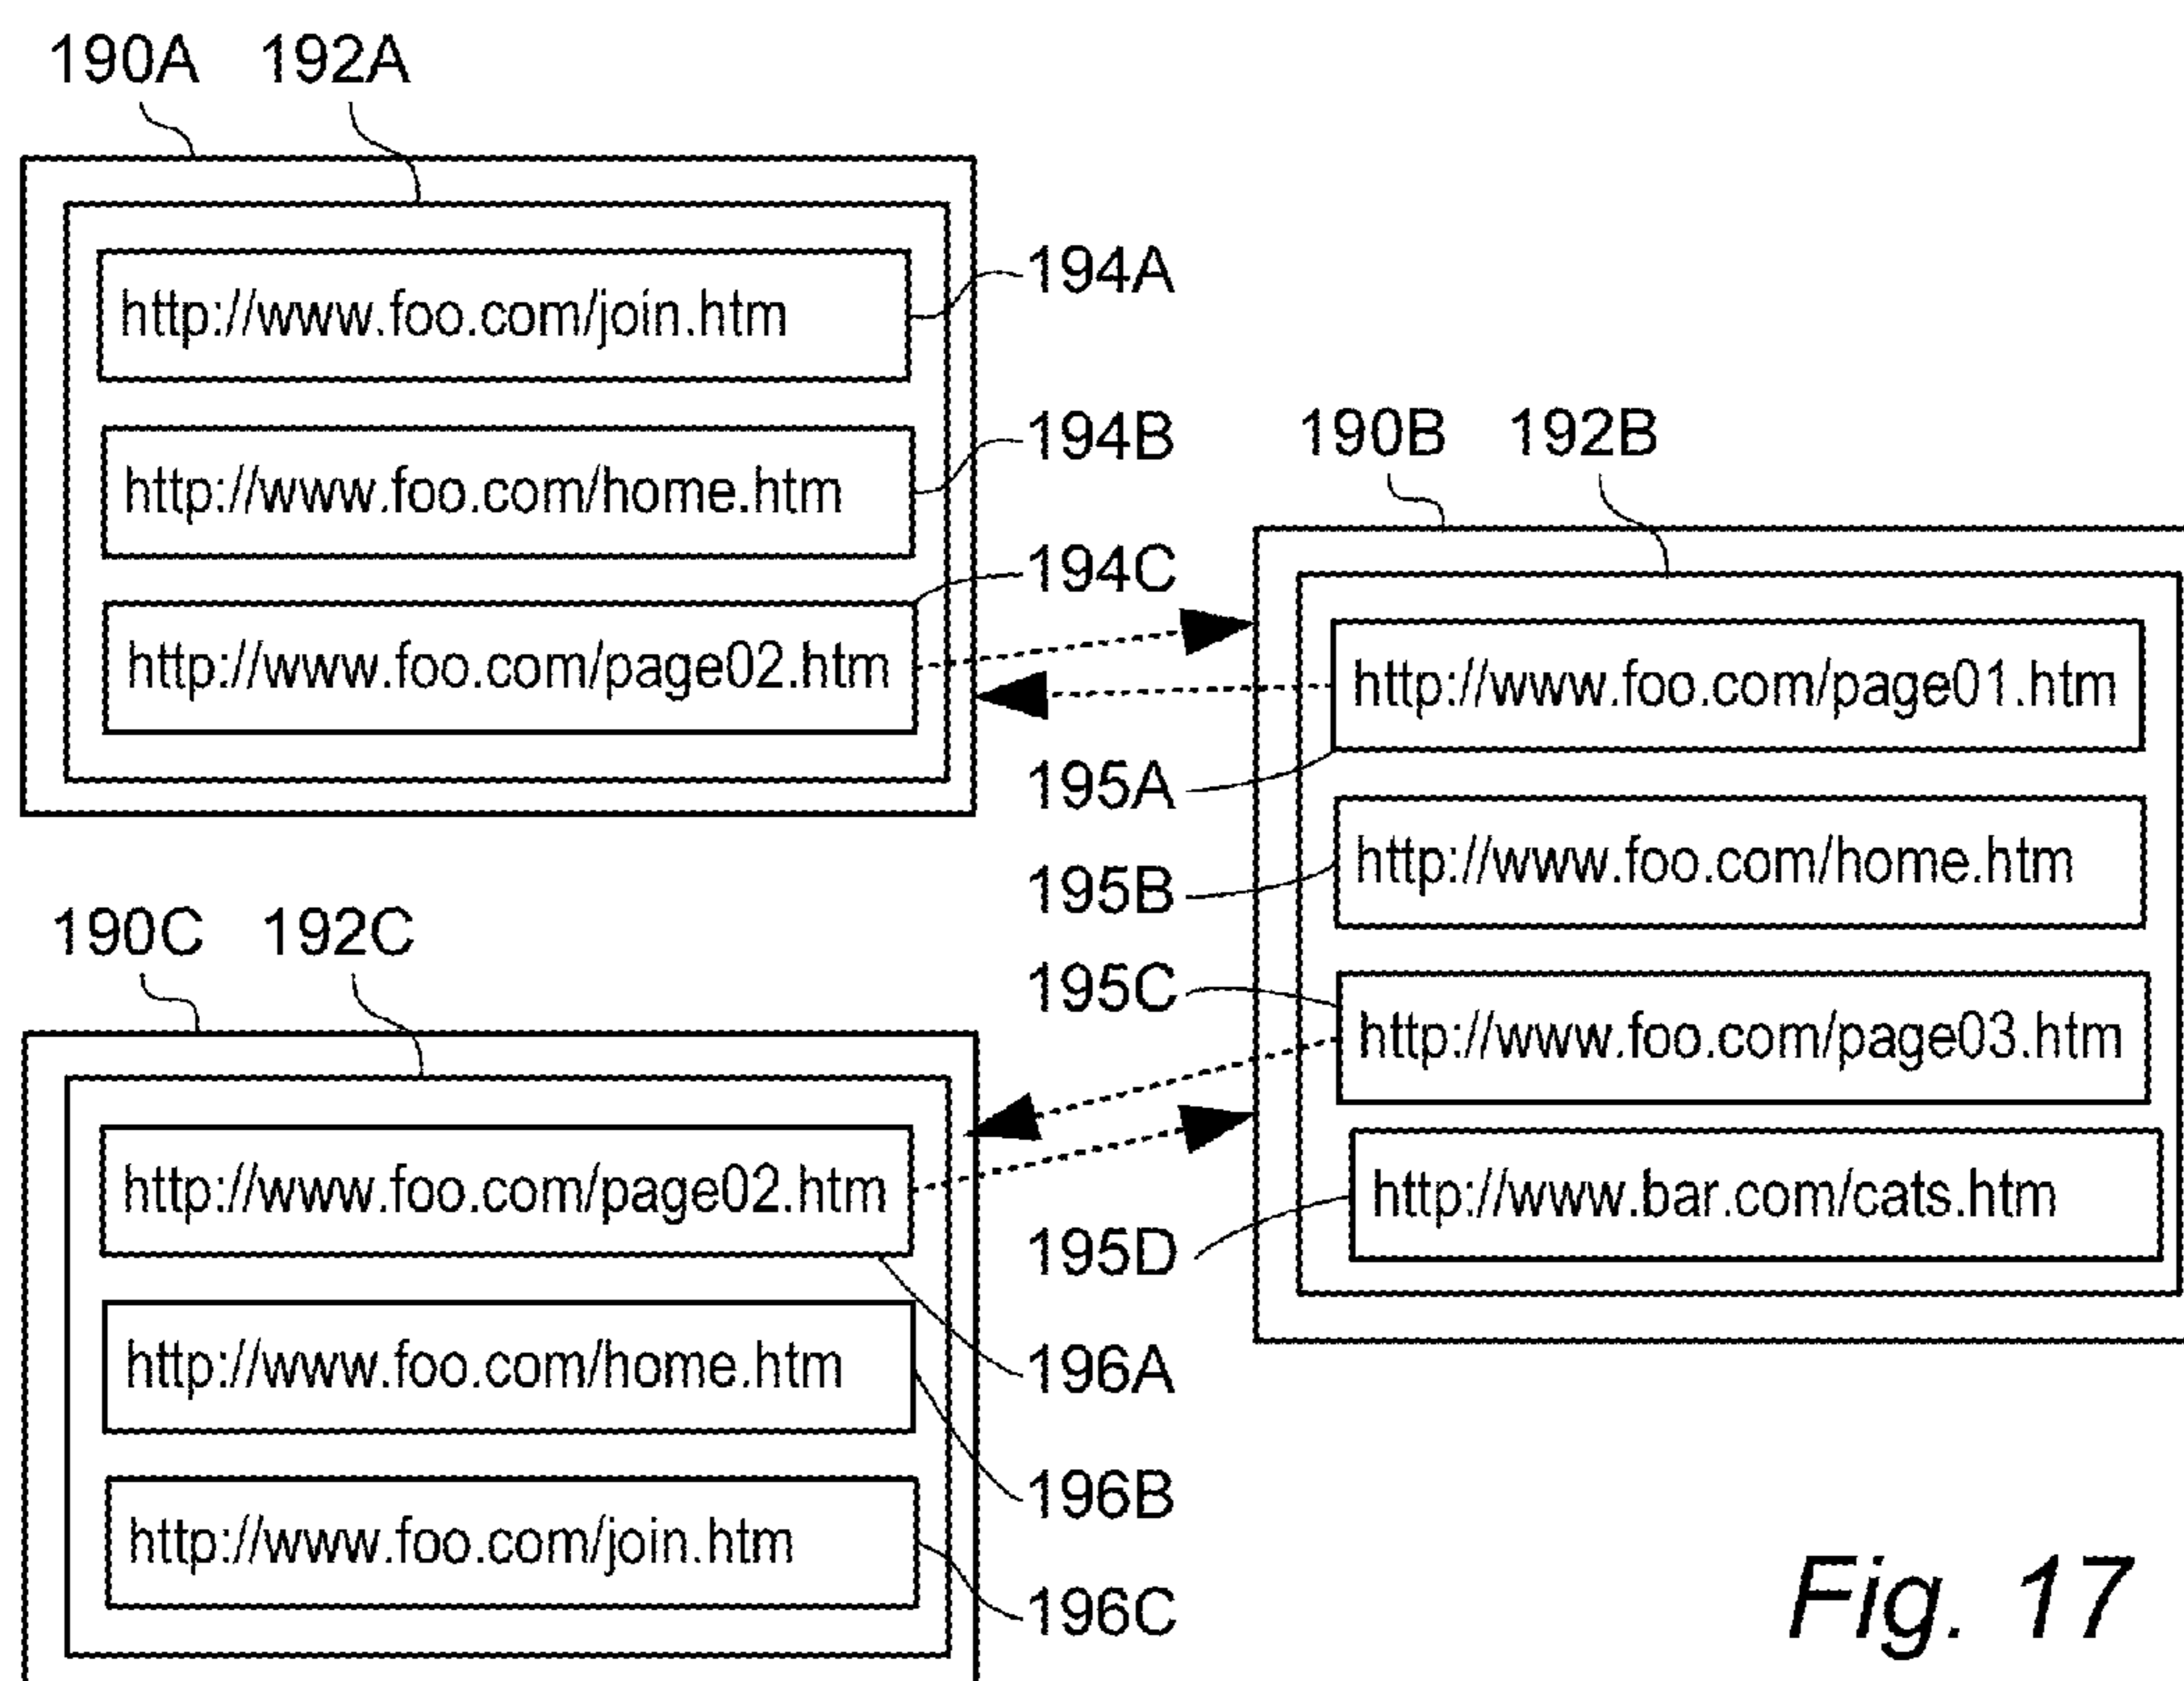 190A 192A
http://www.foo.com/join.htm
194A
http://www.foo.com/home.htm
194B
http://www.foo.com/page02.htm
194C
190B 192B
http://www.foo.com/page01.htm
195A
http://www.foo.com/home.htm
195B
http://www.foo.com/page03.htm
195C
http://www.bar.com/cats.htm
195D
190C 192C
http://www.foo.com/page02.htm
196A
http://www.foo.com/home.htm
196B
http://www.foo.com/join.htm
196C
Fig. 17